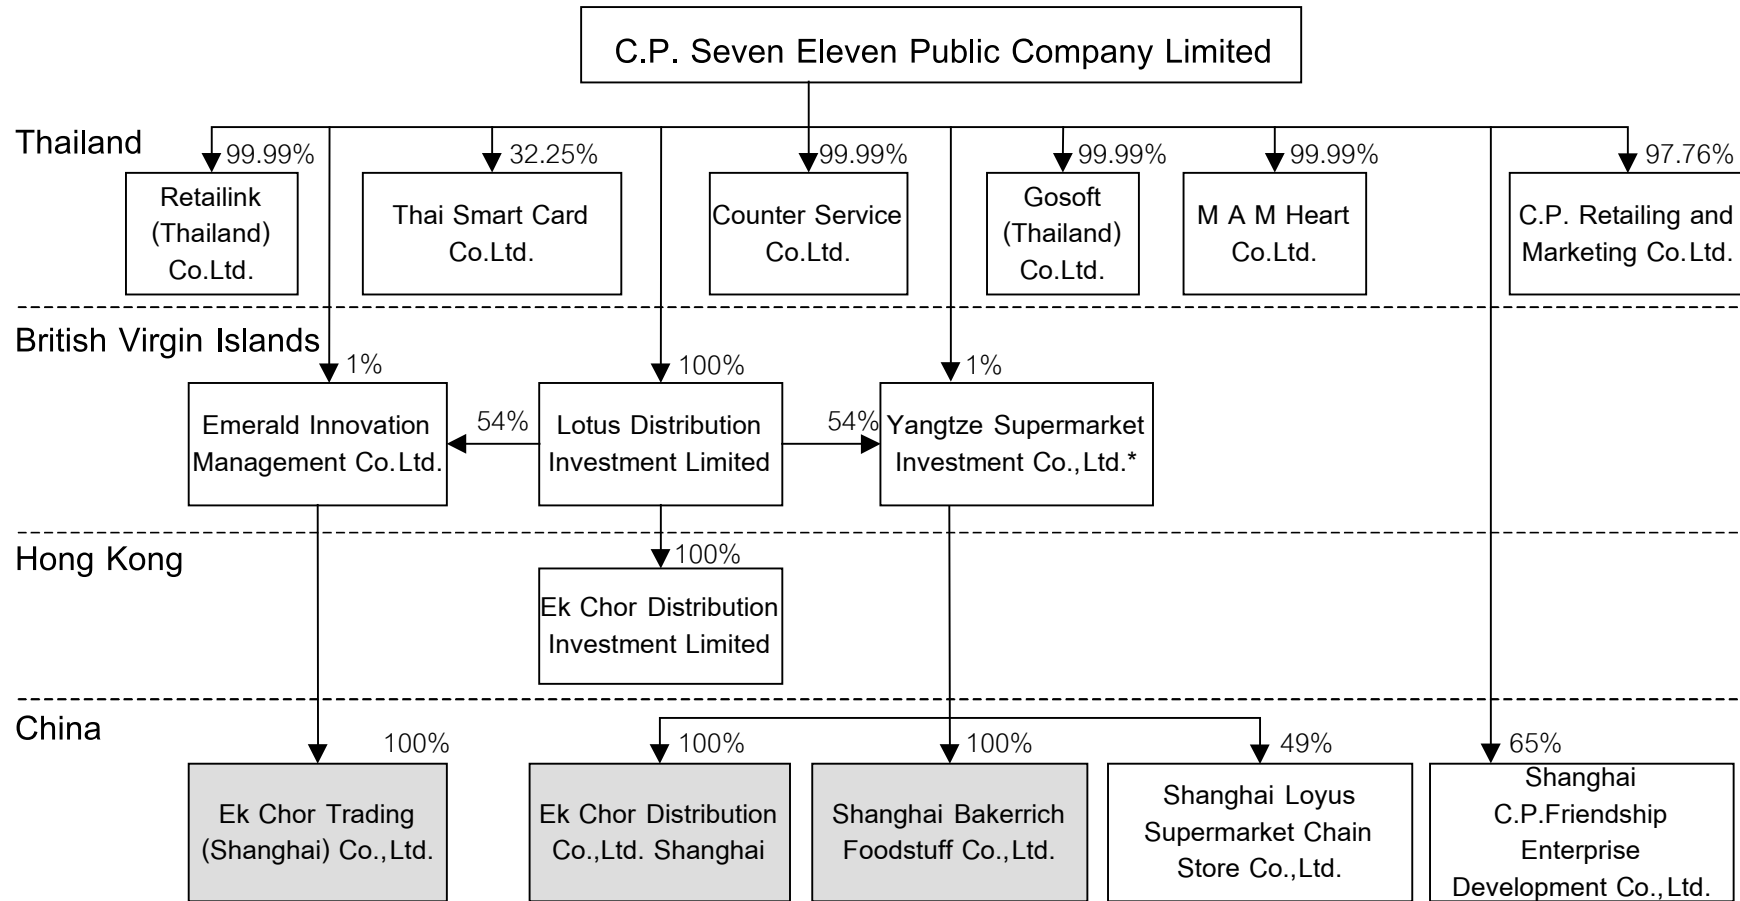 C.P. Seven Eleven Public Company Limited
Thailand
99.99%
32.25%
99.99%
99.99%
99.99%
97.76%
Retailink
(Thailand)
Co.Ltd.
Thai Smart Card
Co.Ltd.
Counter Service
Co.Ltd.
Gosoft
(Thailand)
Co.Ltd.
M A M Heart
Co.Ltd.
C.P. Retailing and
Marketing Co.Ltd.
British Virgin Islands
1%
100%
1%
Emerald Innovation
Management Co.Ltd.
54%
Lotus Distribution
Investment Limited
54%
Yangtze Supermarket
Investment Co.,Ltd.*
Hong Kong
100%
Ek Chor Distribution
Investment Limited
China
100%
100%
100%
49%
65%
Ek Chor Trading
(Shanghai) Co.,Ltd.
Ek Chor Distribution
Co.,Ltd. Shanghai
Shanghai Bakerrich
Foodstuff Co.,Ltd.
Shanghai Loyus
Supermarket Chain
Store Co.,Ltd.
Shanghai
C.P.Friendship
Enterprise
Development Co.,Ltd.